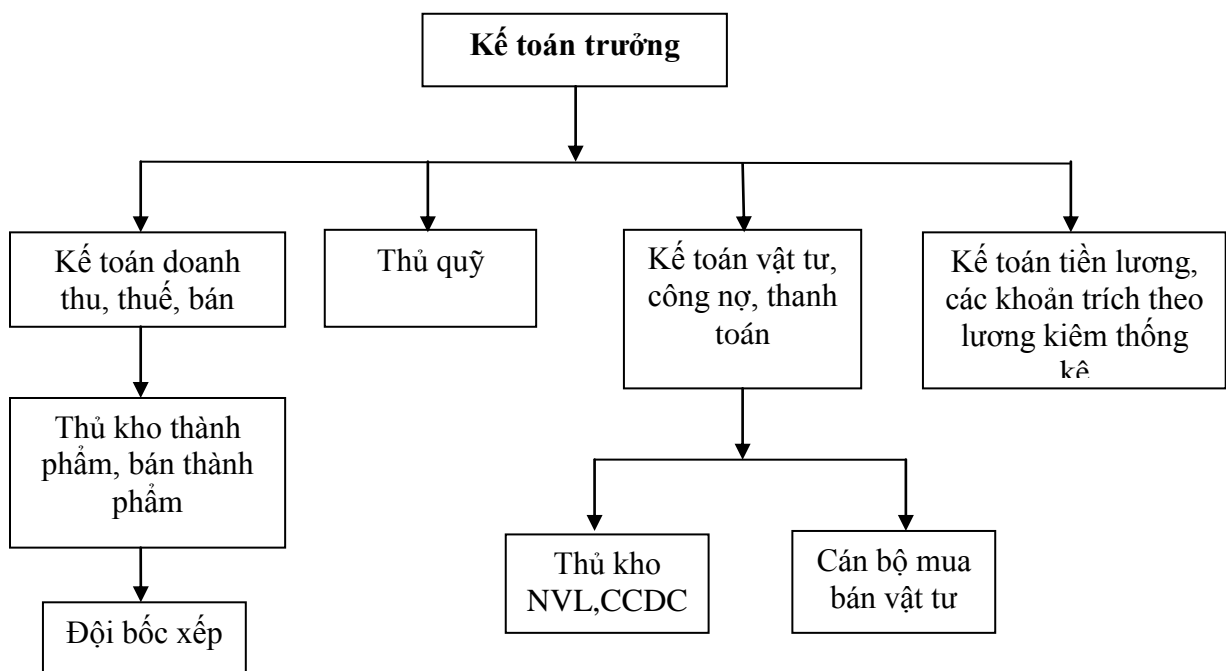 Kế toán trưởng
Kế toán doanh
thu, thuế, bán
Thủ quỹ
Kế toán vật tư,
công nợ, thanh
toán
Kế toán tiền lương,
các khoản trích theo
lương kiêm thống
kê
Thủ kho thành
phẩm, bán thành
phẩm
Thủ kho
NVL,CCDC
Cán bộ mua
bán vật tư
Đội bốc xếp